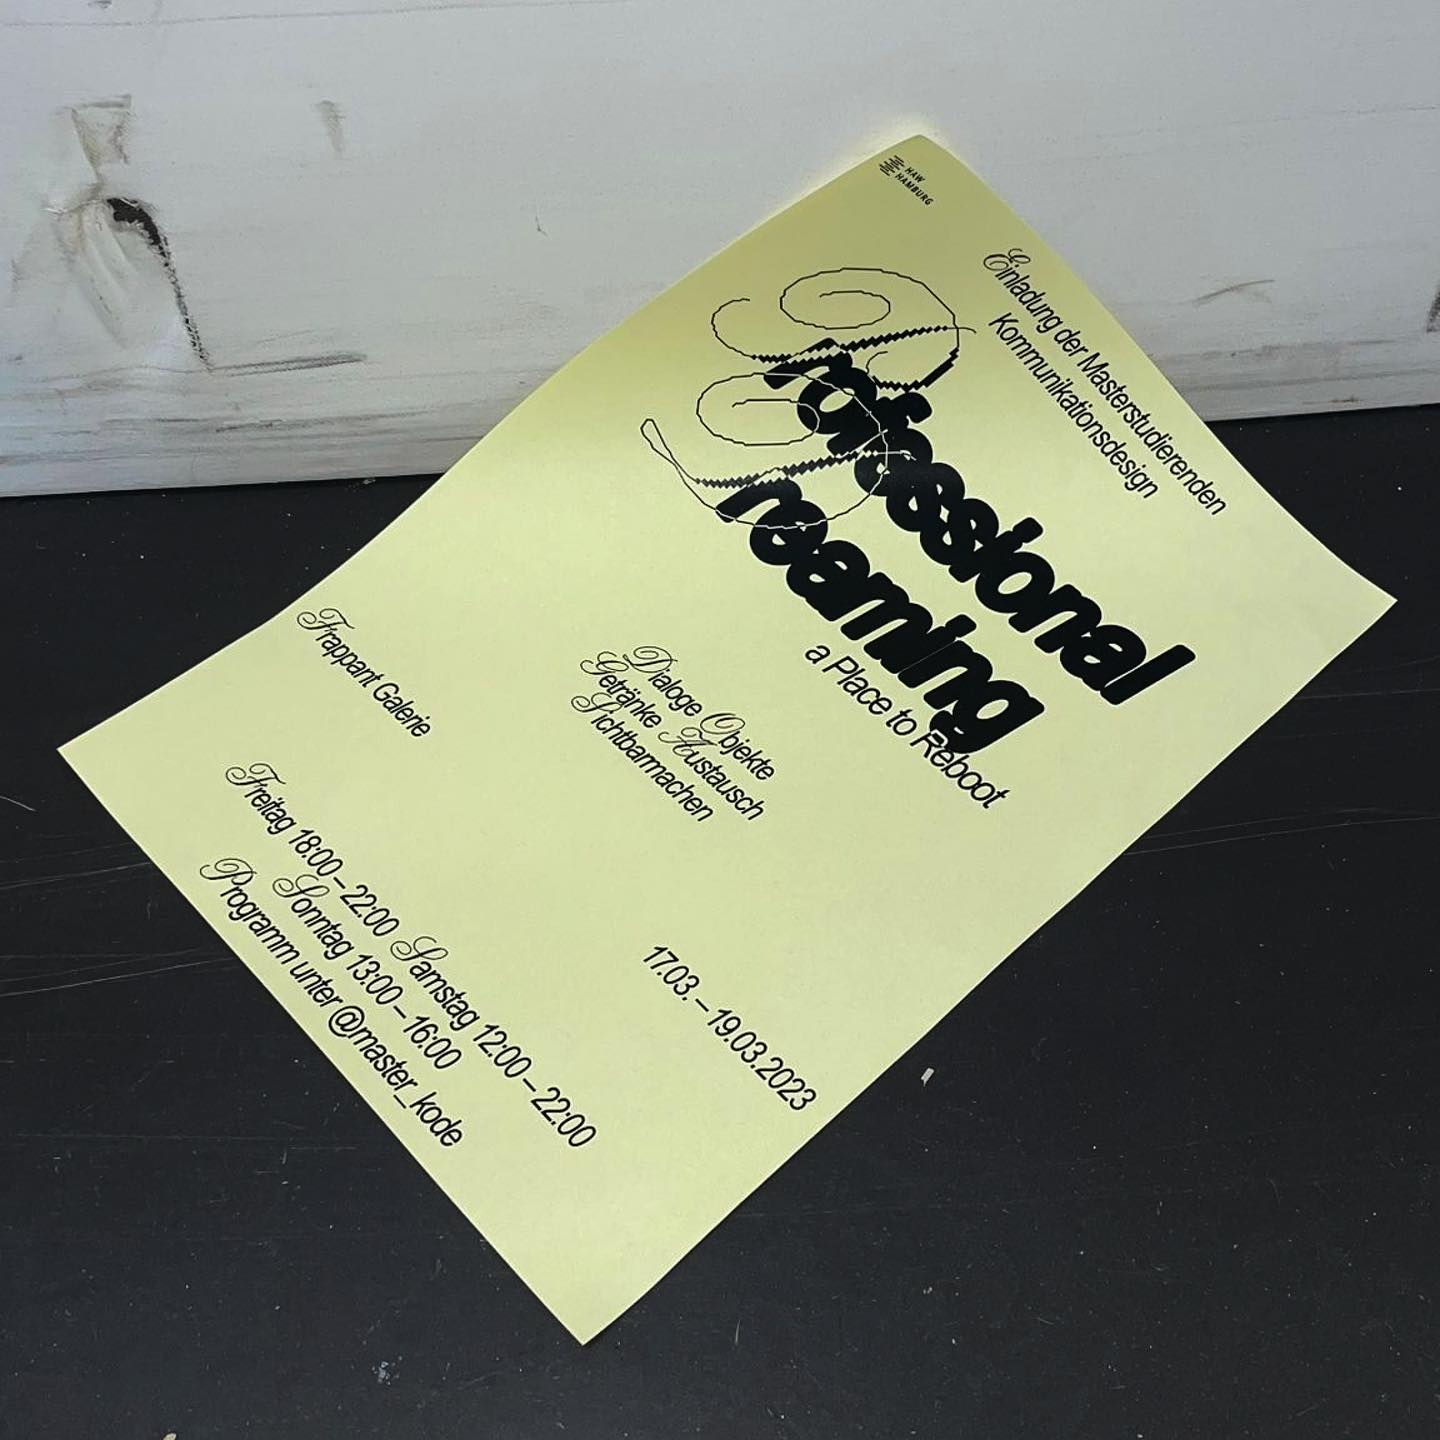 HAW
HAMBURG
Einladung der Masterstudierenden
Kommunikationsdesign
Professional
Dreaming
a Place to Reboot
Dialoge Objekte
Getränke Austausch
Sichtbarmachen
Frappant Galerie
17.03. – 19.03.2023
Freitag 18:00 – 22:00 Samstag 12:00 – 22:00
Sonntag 13:00 – 16:00
Programm unter @master_kode